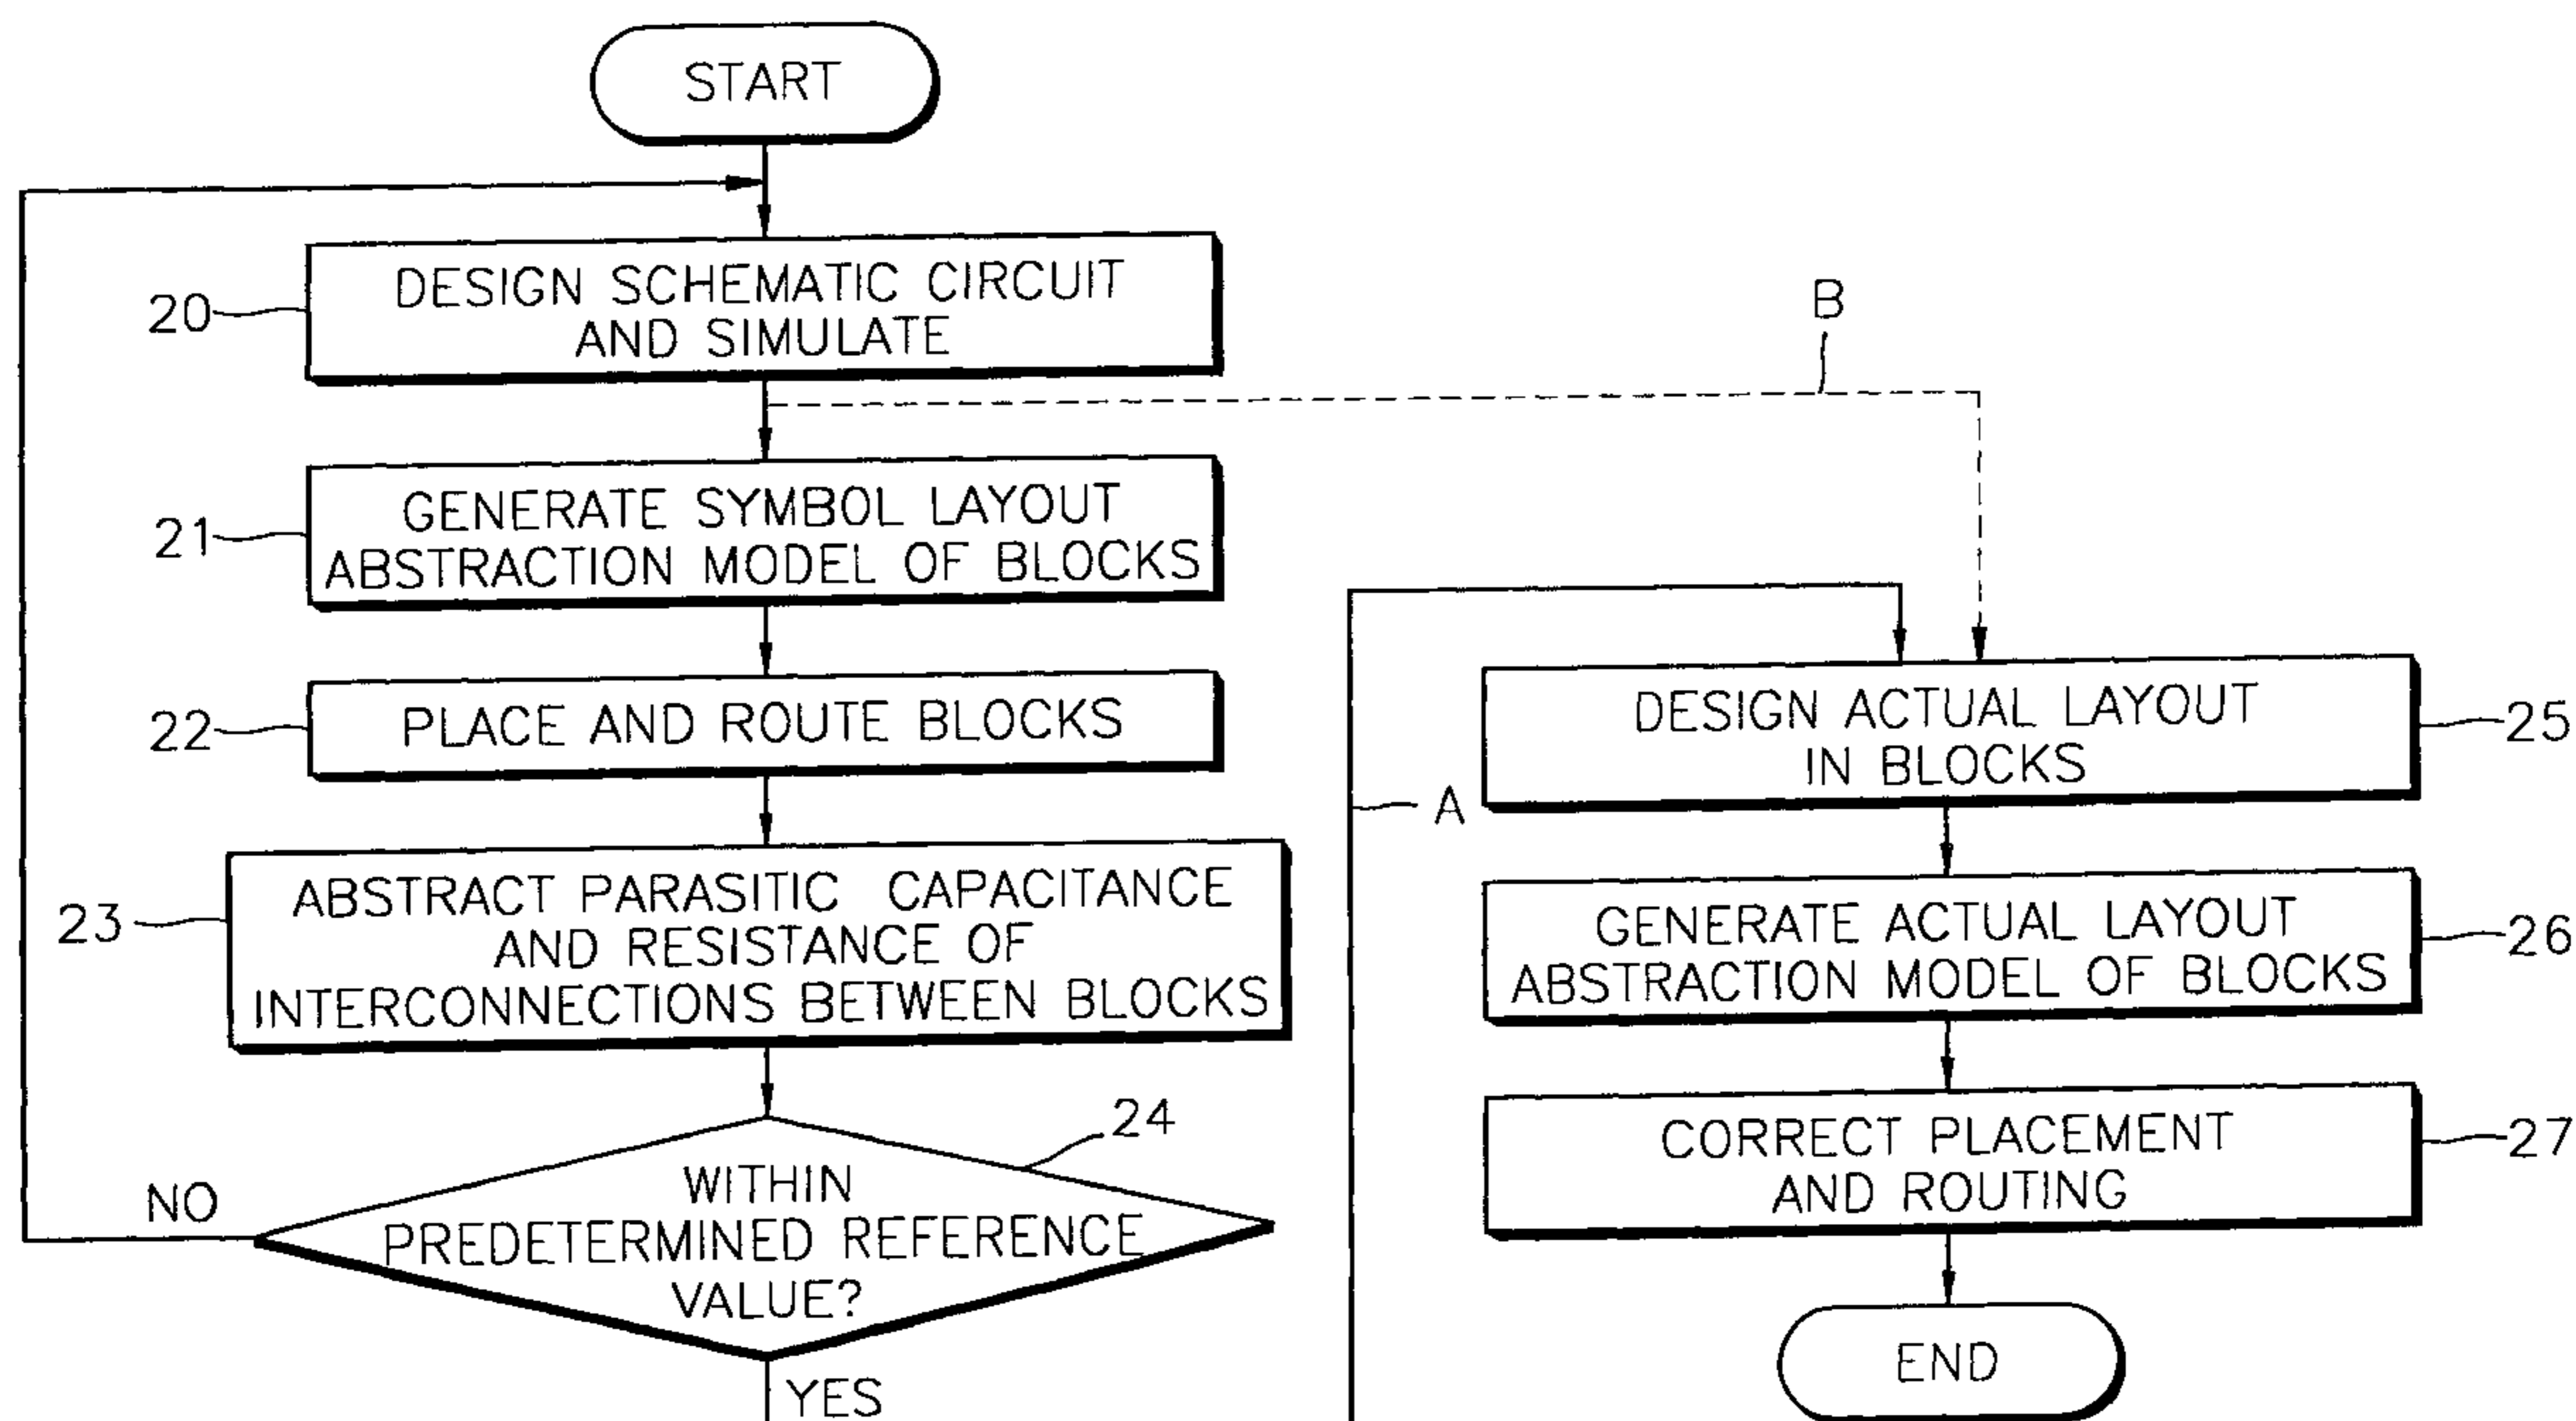 START
20
DESIGN SCHEMATIC CIRCUIT
AND SIMULATE
B
21
GENERATE SYMBOL LAYOUT
ABSTRACTION MODEL OF BLOCKS
22
PLACE AND ROUTE BLOCKS
23
ABSTRACT PARASITIC CAPACITANCE
AND RESISTANCE OF
INTERCONNECTIONS BETWEEN BLOCKS
24
WITHIN
PREDETERMINED REFERENCE
VALUE?
NO
YES
A
DESIGN ACTUAL LAYOUT
IN BLOCKS
25
GENERATE ACTUAL LAYOUT
ABSTRACTION MODEL OF BLOCKS
26
CORRECT PLACEMENT
AND ROUTING
27
END